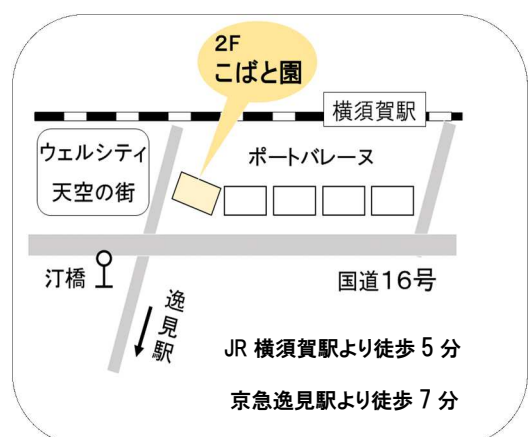 2F
こばと園
横須賀駅
ウェルシティ
天空の街
ポートバレーヌ
汀橋
国道16号
逸見駅
JR 横須賀駅より徒歩 5 分
京急逸見駅より徒歩 7 分